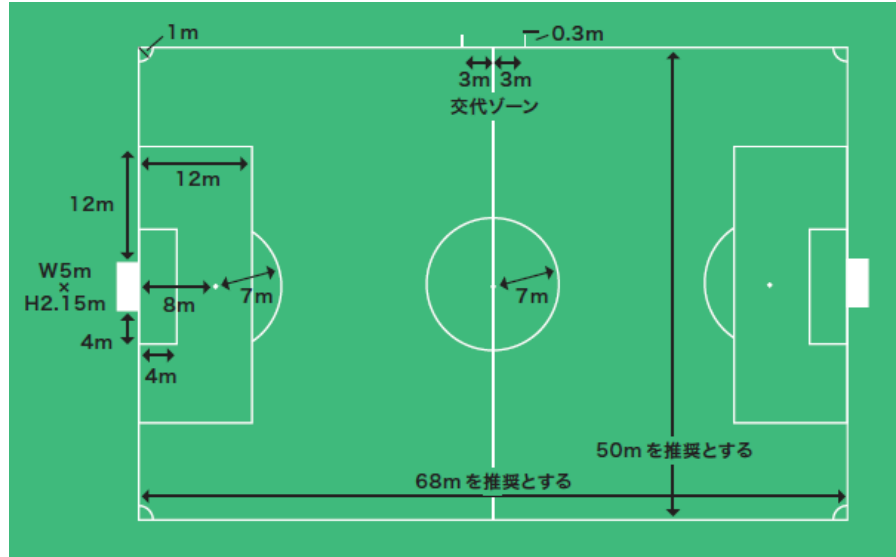 1m
0.3m
3m 3m
交代ゾーン
12m
12m
W5m
×
H2.15m
8m
7m
7m
4m
4m
50mを推奨とする
68mを推奨とする